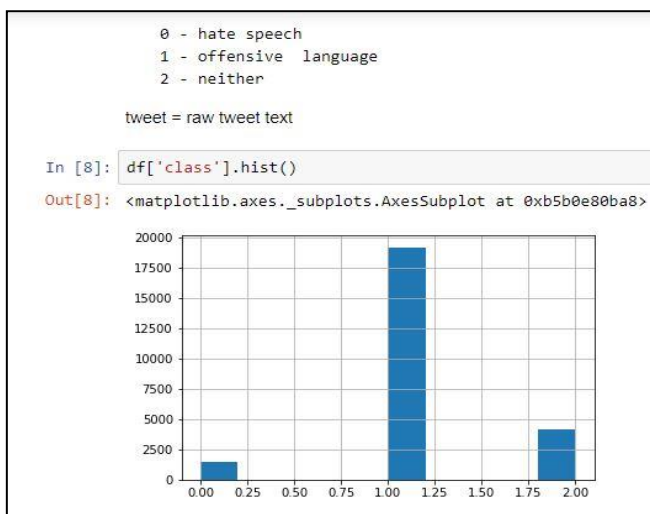 0 - hate speech
1 - offensive  language
2 - neither
tweet = raw tweet text
In [8]: df['class'].hist()
Out[8]: <matplotlib.axes._subplots.AxesSubplot at 0xb5b0e80ba8>
20000
17500
15000
12500
10000
7500
5000
2500
0
0.00 0.25 0.50 0.75 1.00 1.25 1.50 1.75 2.00